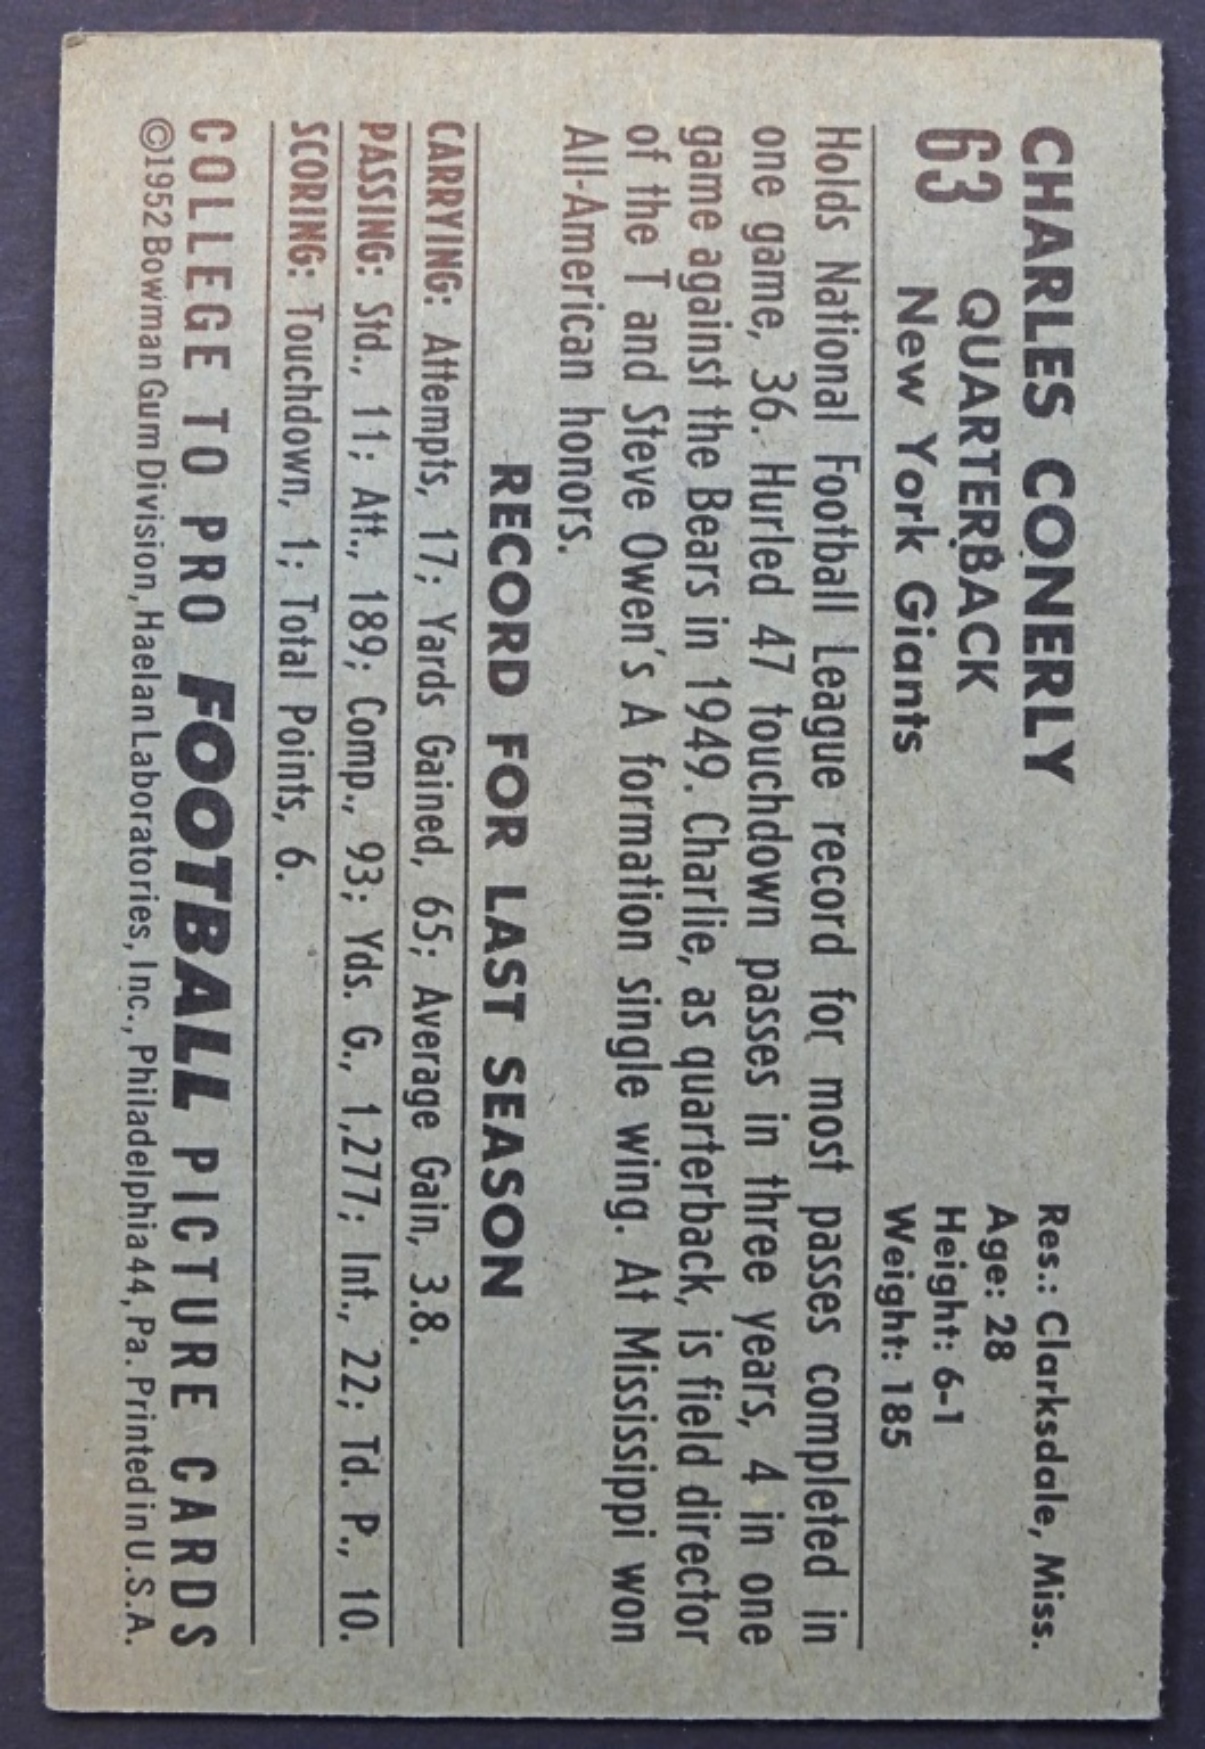 CHARLES CONERLY
63 QUARTERBACK
New York Giants
Res.: Clarksdale, Miss.
Age: 28
Height: 6-1
Weight: 185
Holds National Football League record for most passes completed in
one game, 36. Hurled 47 touchdown passes in three years, 4 in one
game against the Bears in 1949. Charlie, as quarterback, is field director
of the T and Steve Owen's A formation single wing. At Mississippi won
All-American honors.
RECORD FOR LAST SEASON
CARRYING: Attempts, 17; Yards Gained, 65; Average Gain, 3.8.
PASSING: Std., 11; Att., 189; Comp., 93; Yds. G., 1,277; Int., 22; Td. P., 10.
SCORING: Touchdown, 1; Total Points, 6.
COLLEGE TO PRO FOOTBALL PICTURE CARDS
©1952 Bowman Gum Division, Haelan Laboratories, Inc., Philadelphia 44, Pa. Printed in U.S.A.